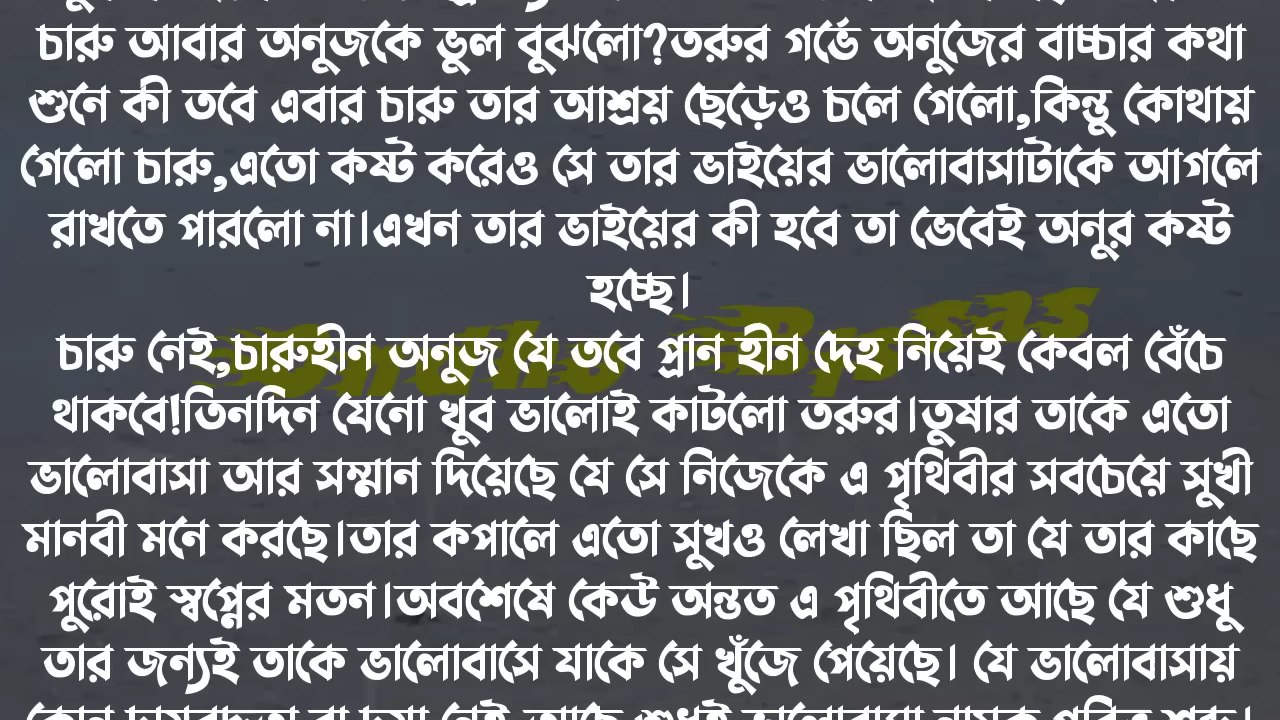 চারু আবার অনুজকে ভুল বুঝলো?তরুর গর্ভে অনুজের বাচ্চার কথা
শুনে কী তবে এবার চারু তার আশ্রয় ছেড়েও চলে গেলো,কিন্তু কোথায়
গেলো চারু,এতো কষ্ট করেও সে তার ভাইয়ের ভালোবাসাটাকে আগলে
রাখতে পারলো না।এখন তার ভাইয়ের কী হবে তা ভেবেই অনুর কষ্ট
হচ্ছে।
চারু নেই,চারুহীন অনুজ যে তবে প্রান হীন দেহ নিয়েই কেবল বেঁচে
থাকবে!তিনদিন যেনো খুব ভালোই কাটলো তরুর।তুষার তাকে এতো
ভালোবাসা আর সম্মান দিয়েছে যে সে নিজেকে এ পৃথিবীর সবচেয়ে সুখী
মানবী মনে করছে।তার কপালে এতো সুখও লেখা ছিল তা যে তার কাছে
পুরোই স্বপ্নের মতন।অবশেষে কেউ অন্তত এ পৃথিবীতে আছে যে শুধু
তার জন্যই তাকে ভালোবাসে যাকে সে খুঁজে পেয়েছে। যে ভালোবাসায়